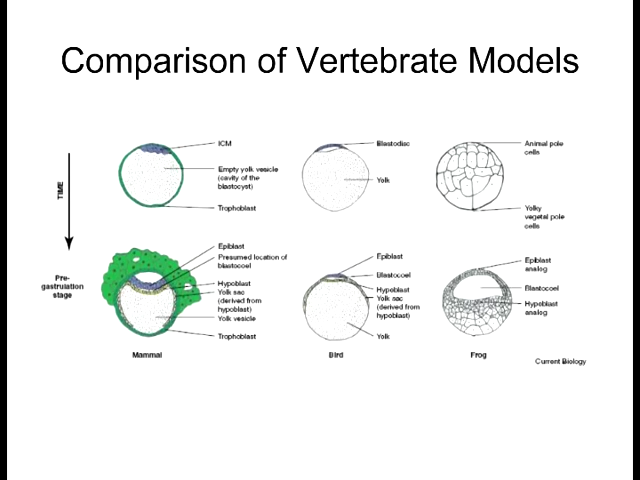 Comparison of Vertebrate Models
TIME
ICM
Empty yolk vesicle
(cavity of the
blastocyst)
Trophoblast
Blastodisc
Yolk
Animal pole
cells
Yolky
vegetal pole
cells
Pre-
gastrulation
stage
Epiblast
Presumed location of
blastocoel
Hypoblast
Yolk sac
(derived from
hypoblast)
Yolk vesicle
Trophoblast
Epiblast
Blastocoel
Hypoblast
Yolk sac
(derived from
hypoblast)
Yolk
Epiblast
analog
Blastocoel
Hypoblast
analog
Mammal
Bird
Frog
Current Biology